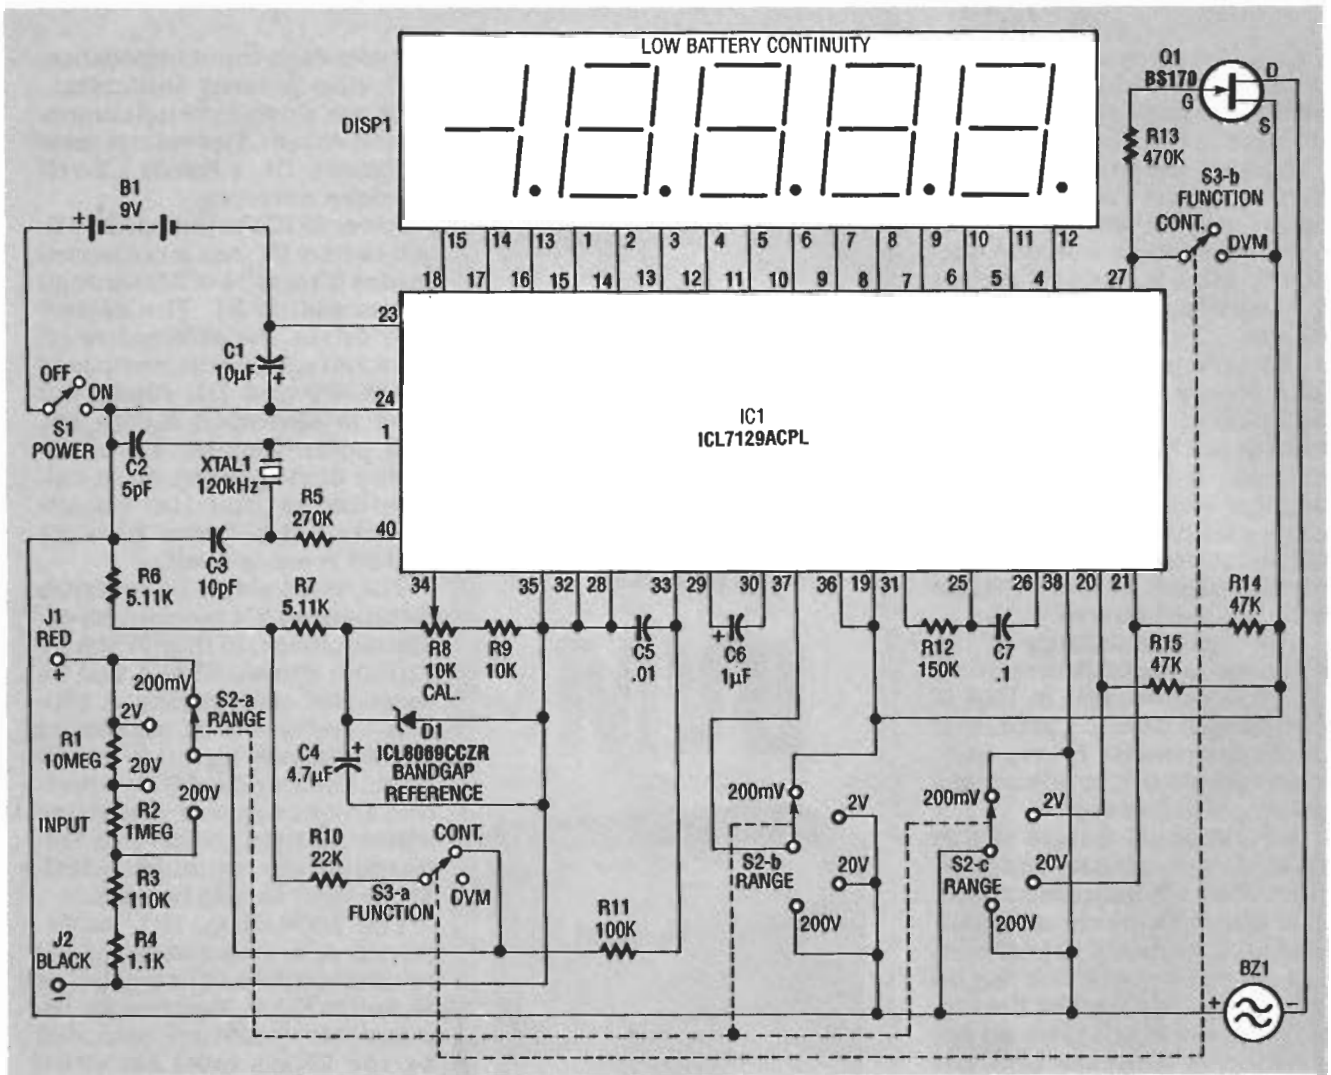 LOW BATTERY CONTINUITY
DISP1
Q1
BS170
D
G
S
R13
470K
S3-b
FUNCTION
CONT.
DVM
B1
9V
+
15 14 13 1 2 3 4 5 6 7 8 9 10 11 12
18 17 16 15 14 13 12 11 10 9 8 7 6 5 4 27
23
C1
10µF
+
OFF
ON
24
S1
POWER
1
C2
5pF
XTAL1
120kHz
R5
270K
40
C3
10pF
IC1
ICL7129ACPL
34 35 32 28 33 29 30 37 36 19 31 25 26 38 20 21
R6
5.11K
R7
5.11K
R8
10K
CAL.
R9
10K
C5
.01
+
C6
1µF
R12
150K
C7
.1
R14
47K
R15
47K
J1
RED
+
200mV
2V
S2-a
RANGE
R1
10MEG
20V
200V
INPUT
R2
1MEG
R3
110K
R4
1.1K
J2
BLACK
−
C4
4.7µF
+
D1
ICL8069CCZR
BANDGAP
REFERENCE
R10
22K
CONT.
S3-a
FUNCTION
DVM
R11
100K
200mV
2V
S2-b
RANGE
20V
200V
200mV
2V
S2-c
RANGE
20V
200V
BZ1
+
−